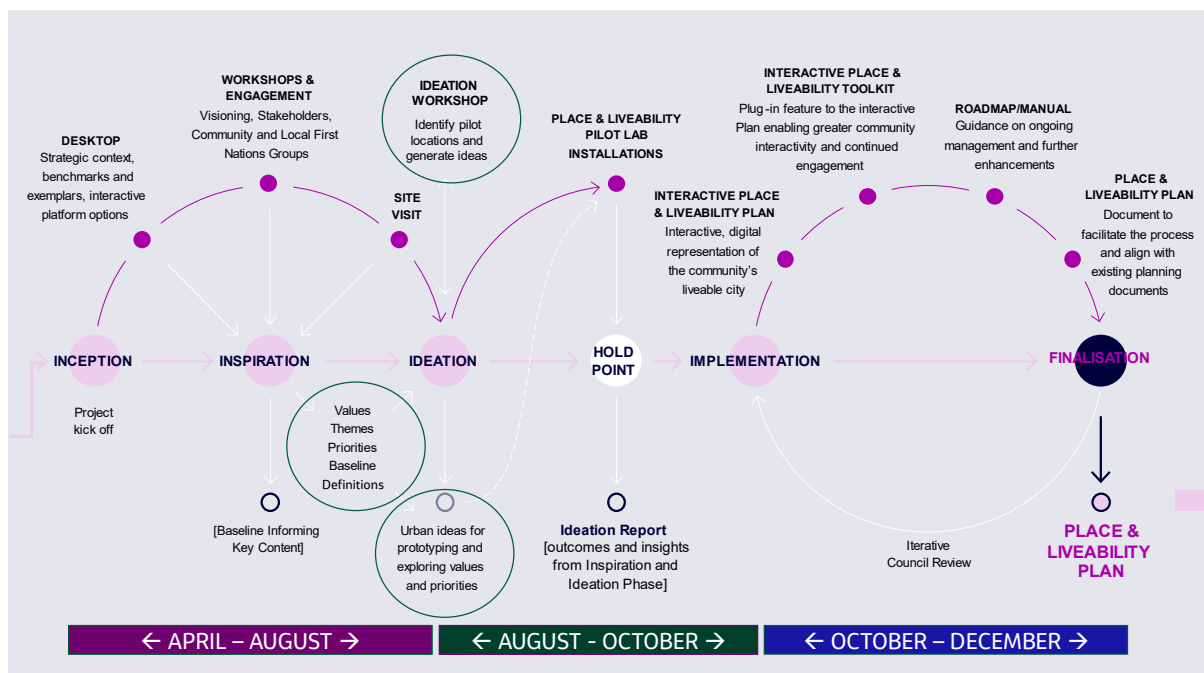 DESKTOP
Strategic context,
benchmarks and
exemplars, interactive
platform options
WORKSHOPS &
ENGAGEMENT
Visioning, Stakeholders,
Community and Local First
Nations Groups
SITE
VISIT
IDEATION
WORKSHOP
Identify pilot
locations and
generate ideas
PLACE & LIVEABILITY
PILOT LAB
INSTALLATIONS
INTERACTIVE PLACE
& LIVEABILITY PLAN
Interactive, digital
representation of
the community's
liveable city
INTERACTIVE PLACE &
LIVEABILITY TOOLKIT
Plug-in feature to the interactive
Plan enabling greater community
interactivity and continued
engagement
ROADMAP/MANUAL
Guidance on ongoing
management and further
enhancements
PLACE &
LIVEABILITY PLAN
Document to
facilitate the process
and align with
existing planning
documents
INCEPTION
INSPIRATION
IDEATION
HOLD
POINT
IMPLEMENTATION
FINALISATION
Project
kick off
Values
Themes
Priorities
Baseline
Definitions
[Baseline Informing
Key Content]
Urban ideas for
prototyping and
exploring values
and priorities
Ideation Report
[outcomes and insights
from Inspiration and
Ideation Phase]
Iterative
Council Review
PLACE &
LIVEABILITY
PLAN
← APRIL – AUGUST →
← AUGUST - OCTOBER →
← OCTOBER – DECEMBER →